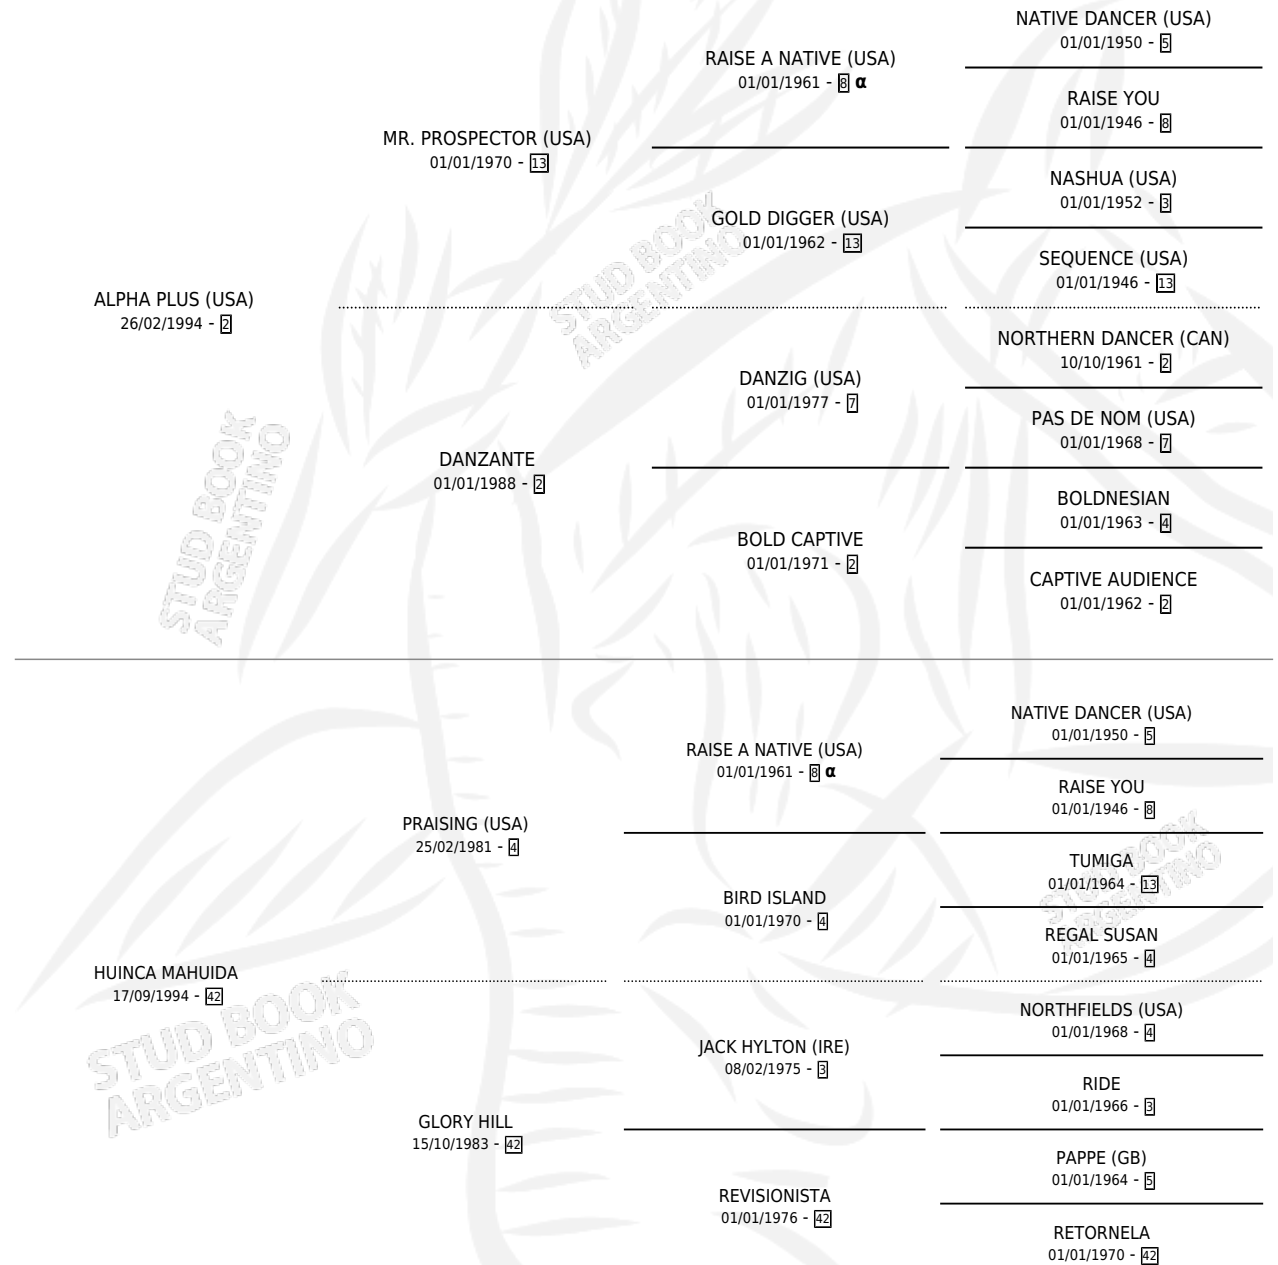 NATIVE DANCER (USA)
01/01/1950 - 5
RAISE A NATIVE (USA)
01/01/1961 - 8 α
RAISE YOU
01/01/1946 - 8
MR. PROSPECTOR (USA)
01/01/1970 - 13
NASHUA (USA)
01/01/1952 - 3
GOLD DIGGER (USA)
01/01/1962 - 13
SEQUENCE (USA)
01/01/1946 - 13
STUD BOOK
ARGENTINO
ALPHA PLUS (USA)
26/02/1994 - 2
NORTHERN DANCER (CAN)
10/10/1961 - 2
DANZIG (USA)
01/01/1977 - 7
PAS DE NOM (USA)
01/01/1968 - 7
DANZANTE
01/01/1988 - 2
STUD BOOK
ARGENTINO
BOLDNESIAN
01/01/1963 - 4
BOLD CAPTIVE
01/01/1971 - 2
CAPTIVE AUDIENCE
01/01/1962 - 2
NATIVE DANCER (USA)
01/01/1950 - 5
RAISE A NATIVE (USA)
01/01/1961 - 8 α
RAISE YOU
01/01/1946 - 8
PRAISING (USA)
25/02/1981 - 4
TUMIGA
01/01/1964 - 13
STUD BOOK
ARGENTINO
BIRD ISLAND
01/01/1970 - 4
REGAL SUSAN
01/01/1965 - 4
HUINCA MAHUIDA
17/09/1994 - 42
STUD BOOK
ARGENTINO
NORTHFIELDS (USA)
01/01/1968 - 4
JACK HYLTON (IRE)
08/02/1975 - 3
RIDE
01/01/1966 - 3
GLORY HILL
15/10/1983 - 42
PAPPE (GB)
01/01/1964 - 5
REVISIONISTA
01/01/1976 - 42
RETORNELA
01/01/1970 - 42